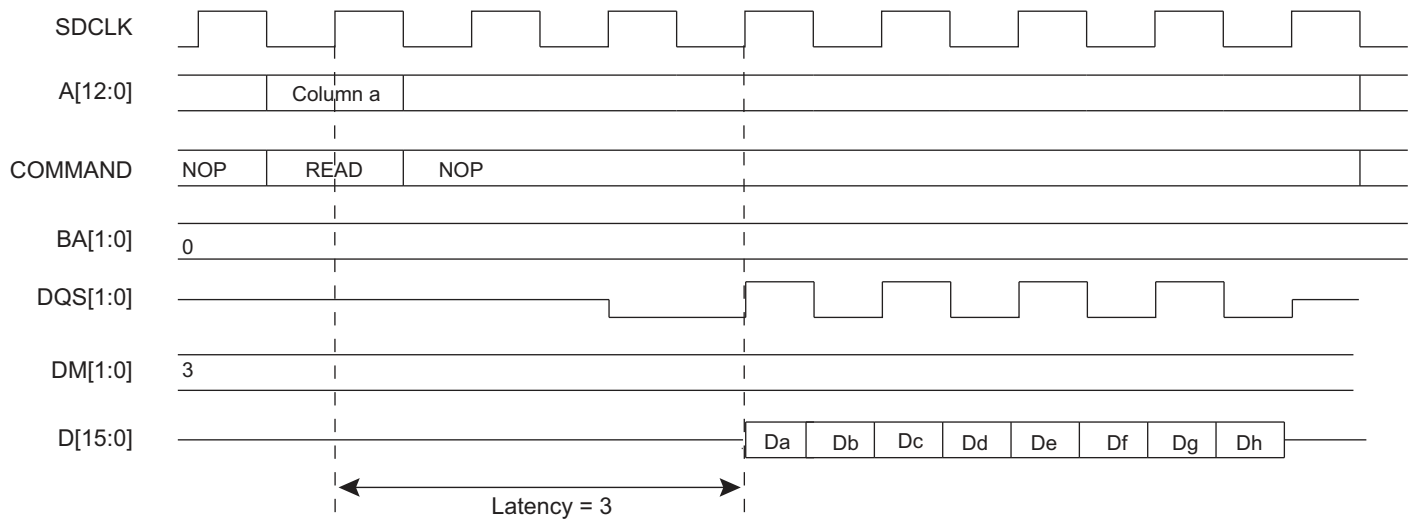 SDCLK
A[12:0] Column a
COMMAND NOP READ NOP
BA[1:0] 0
DQS[1:0]
DM[1:0] 3
D[15:0] Da Db Dc Dd De Df Dg Dh
Latency = 3